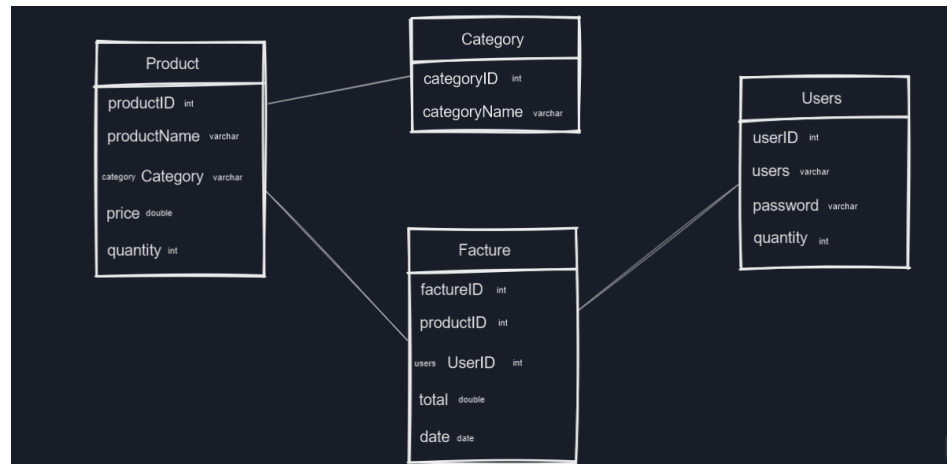 Product
productID int
productName varchar
category Category varchar
price double
quantity int
Category
categoryID int
categoryName varchar
Users
userID int
users varchar
password varchar
quantity int
Facture
factureID int
productID int
users UserID int
total double
date date